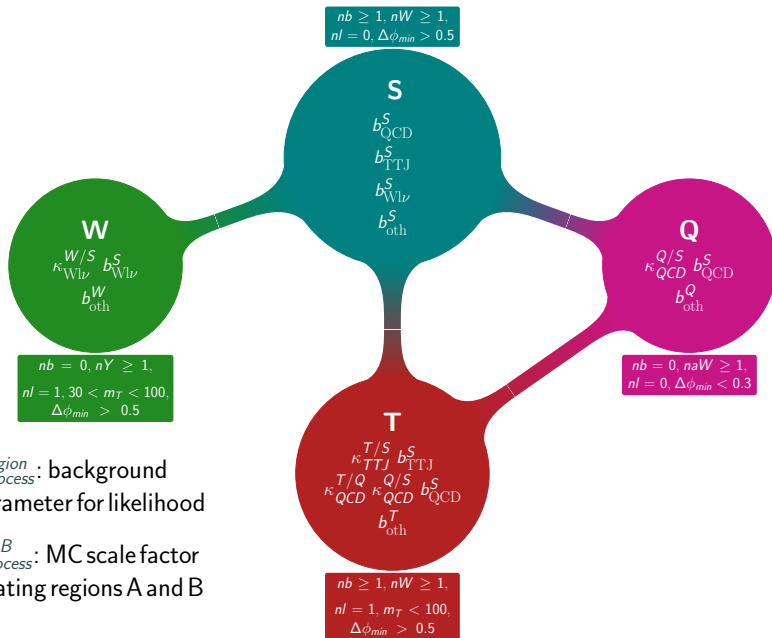 nb ≥ 1, nW ≥ 1,
nl = 0, Δϕ_min > 0.5
S
b^S_QCD
b^S_TTJ
b^S_Wlν
b^S_oth
W
κ^{W/S}_Wlν b^S_Wlν
b^W_oth
nb = 0, nY ≥ 1,
nl = 1, 30 < m_T < 100,
Δϕ_min > 0.5
Q
κ^{Q/S}_QCD b^S_QCD
b^Q_oth
nb = 0, naW ≥ 1,
nl = 0, Δϕ_min < 0.3
T
κ^{T/S}_TTJ b^S_TTJ
κ^{T/Q}_QCD κ^{Q/S}_QCD b^S_QCD
b^T_oth
nb ≥ 1, nW ≥ 1,
nl = 1, m_T < 100,
Δϕ_min > 0.5
: background
rameter for likelihood
B
: MC scale factor
ating regions A and B